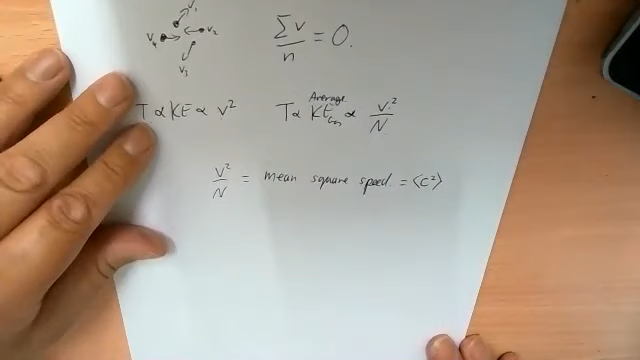 v₁
v₂
v₄
v₃
Σv/n = 0.
T ∝ KE ∝ v²
T ∝ Average KE ∝ v²/N
v²/N = mean square speed = ⟨c²⟩